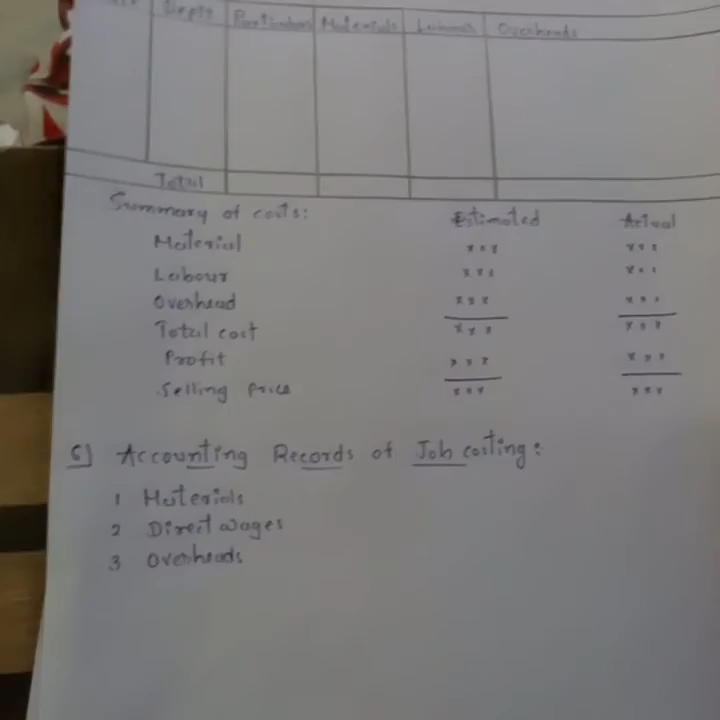 Dept Particulars Materials Labour Overheads
Total
Summary of costs: Estimated Actual
Material xxx xxx
Labour xxx xxx
Overhead xxx xxx
Total cost xxx xxx
Profit xxx xxx
Selling price xxx xxx
6) Accounting Records of Job costing:
1 Materials
2 Direct wages
3 Overheads